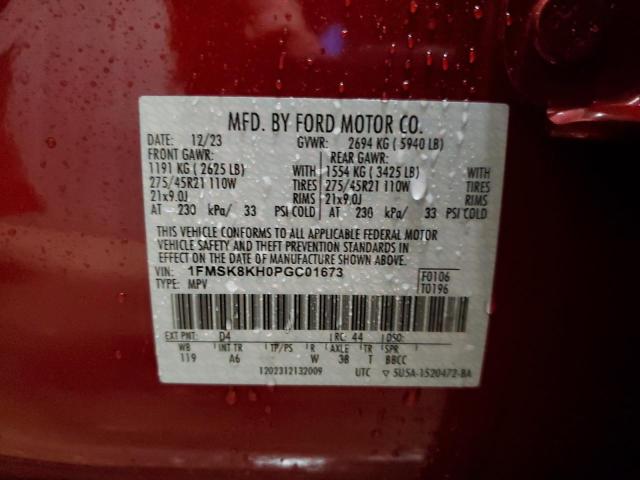 MFD. BY FORD MOTOR CO.
DATE: 12/23 GVWR: 2694 KG ( 5940 LB)
FRONT GAWR: REAR GAWR:
1191 KG ( 2625 LB) WITH 1554 KG ( 3425 LB) WITH
275/45R21 110W TIRES 275/45R21 110W TIRES
21x9.0J RIMS 21x9.0J RIMS
AT 230 kPa/ 33 PSI COLD AT 230 kPa/ 33 PSI COLD
THIS VEHICLE CONFORMS TO ALL APPLICABLE FEDERAL MOTOR
VEHICLE SAFETY AND THEFT PREVENTION STANDARDS IN
EFFECT ON THE DATE OF MANUFACTURE SHOWN ABOVE.
VIN: 1FMSK8KH0PGC01673 F0106
TYPE: MPV T0196
EXT PNT: D4 RC: 44 DSO:
WB INT TR TP/PS R AXLE TR SPR
119 A6 W 38 T BBCC
1202312132009 UTC ▽ 5U5A-1520472-BA